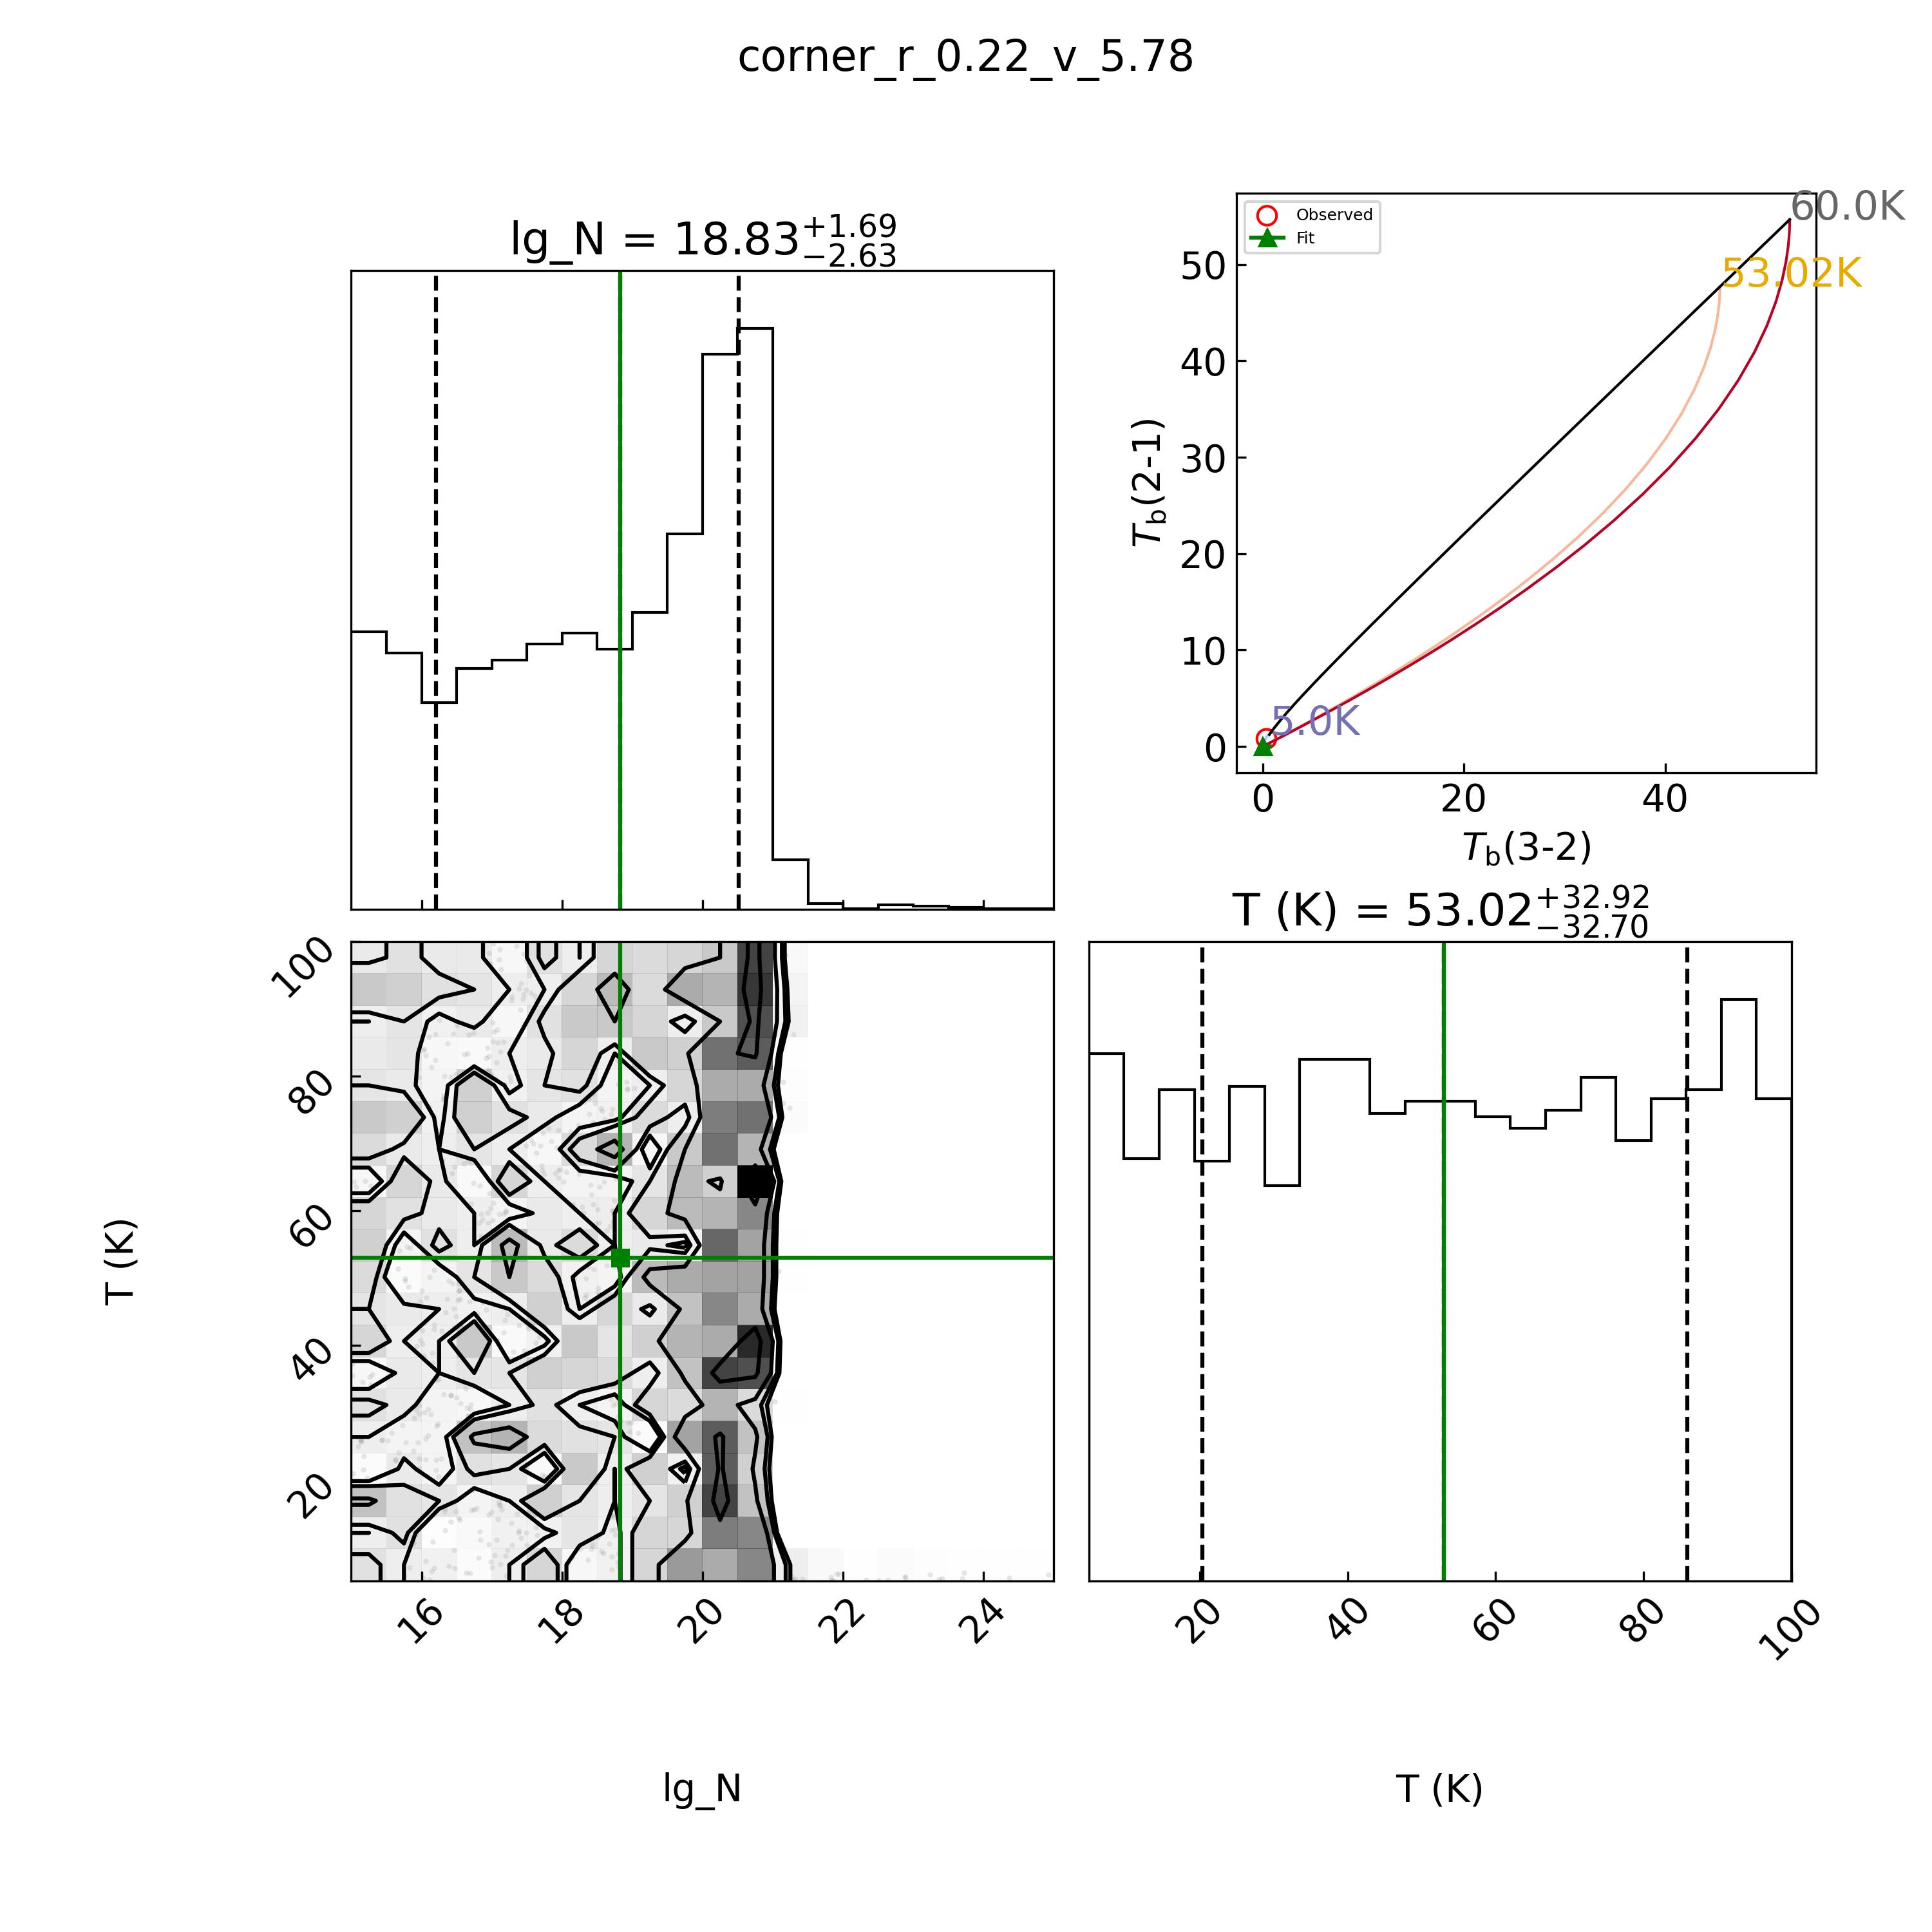 corner_r_0.22_v_5.78
lg_N = 18.83+1.69−2.63
60.0K
Observed
Fit
53.02K
50
40
30
20
10
0
5.0K
Tb(2-1)
0 20 40
Tb(3-2)
T (K) = 53.02+32.92−32.70
100
80
60
40
20
T (K)
16 18 20 22 24
lg_N
20 40 60 80 100
T (K)